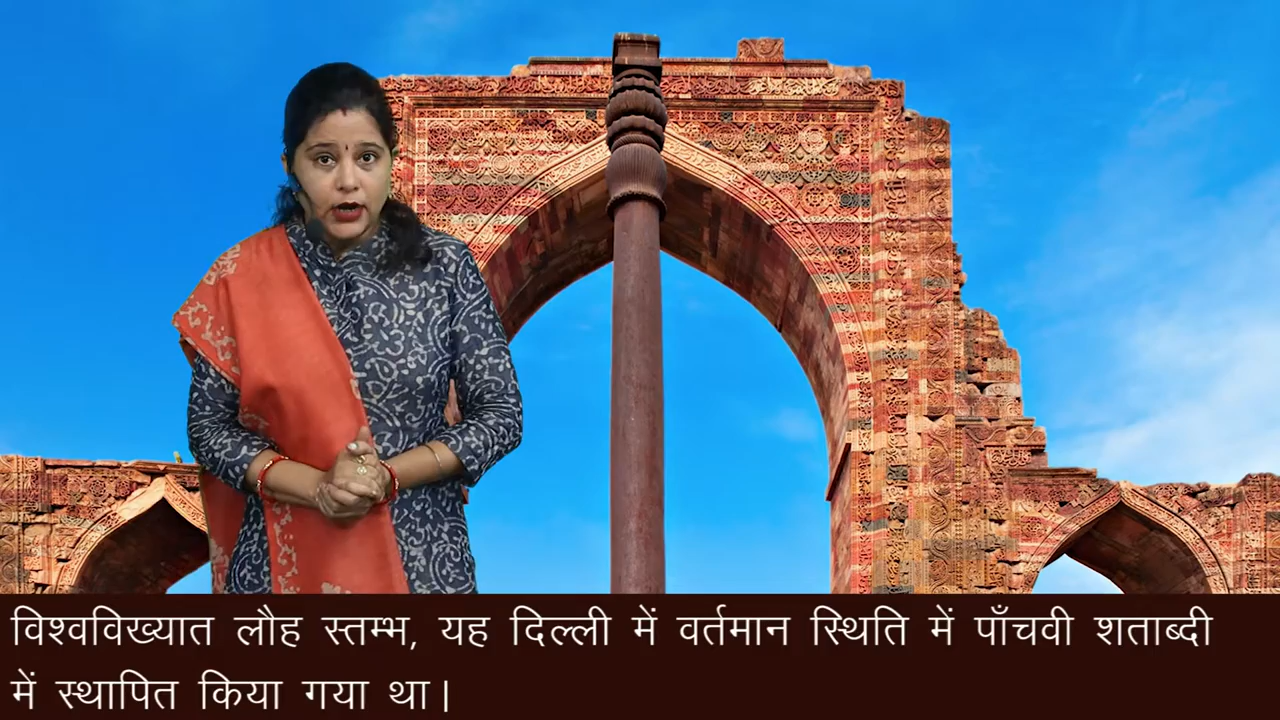 विश्वविख्यात लौह स्तम्भ, यह दिल्ली में वर्तमान स्थिति में पाँचवी शताब्दी
में स्थापित किया गया था।